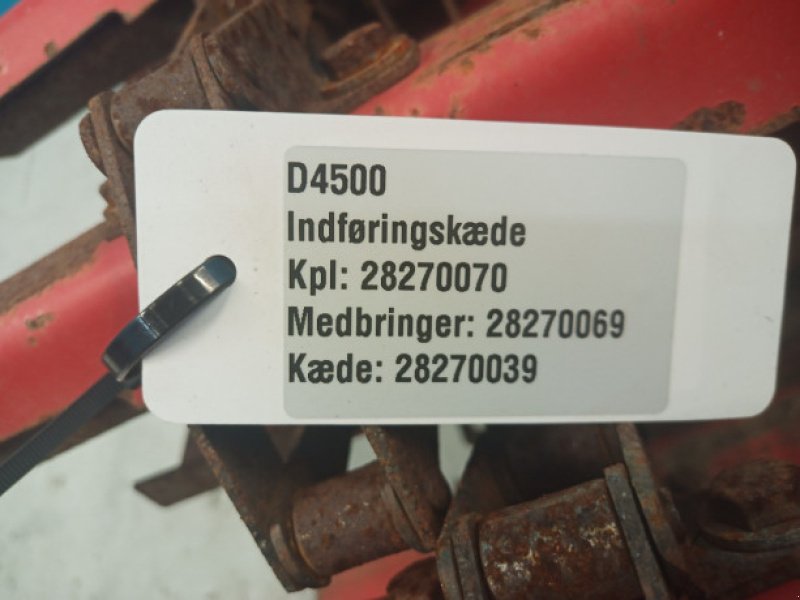 D4500
Indføringskæde
Kpl: 28270070
Medbringer: 28270069
Kæde: 28270039